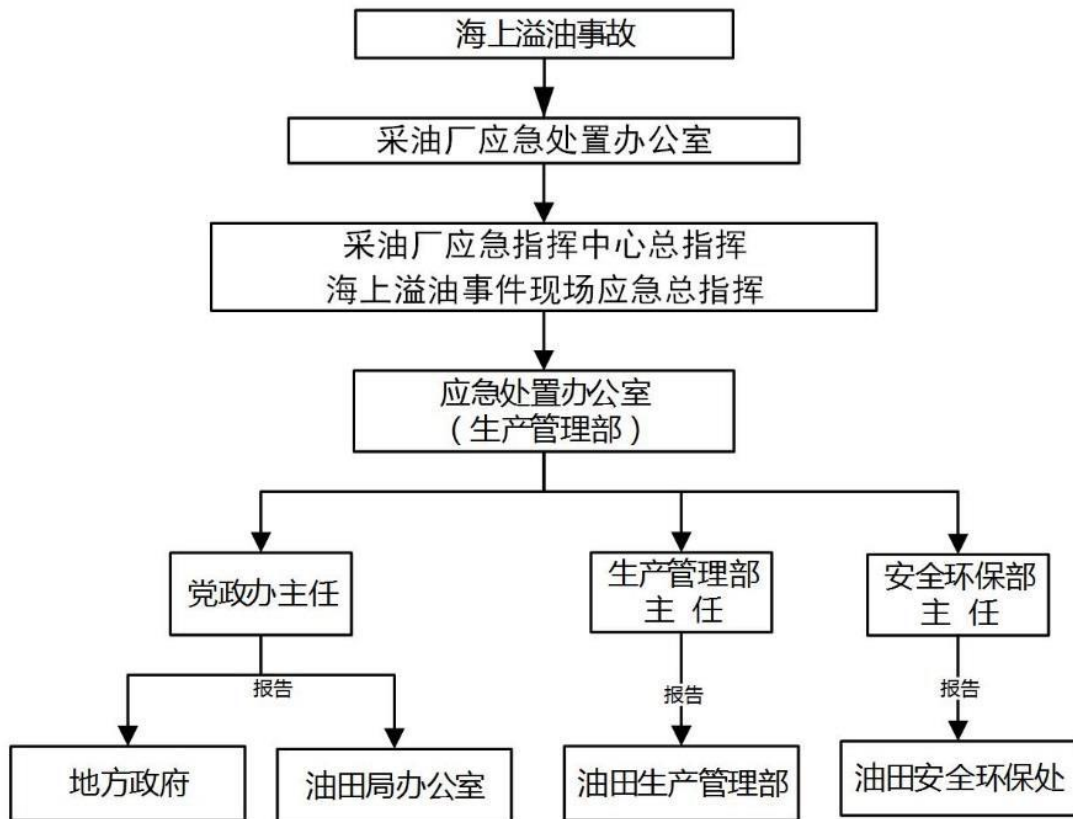 海上溢油事故
采油厂应急处置办公室
采油厂应急指挥中心总指挥
海上溢油事件现场应急总指挥
应急处置办公室
（生产管理部）
党政办主任
生产管理部
主 任
安全环保部
主 任
报告
报告
报告
地方政府
油田局办公室
油田生产管理部
油田安全环保处